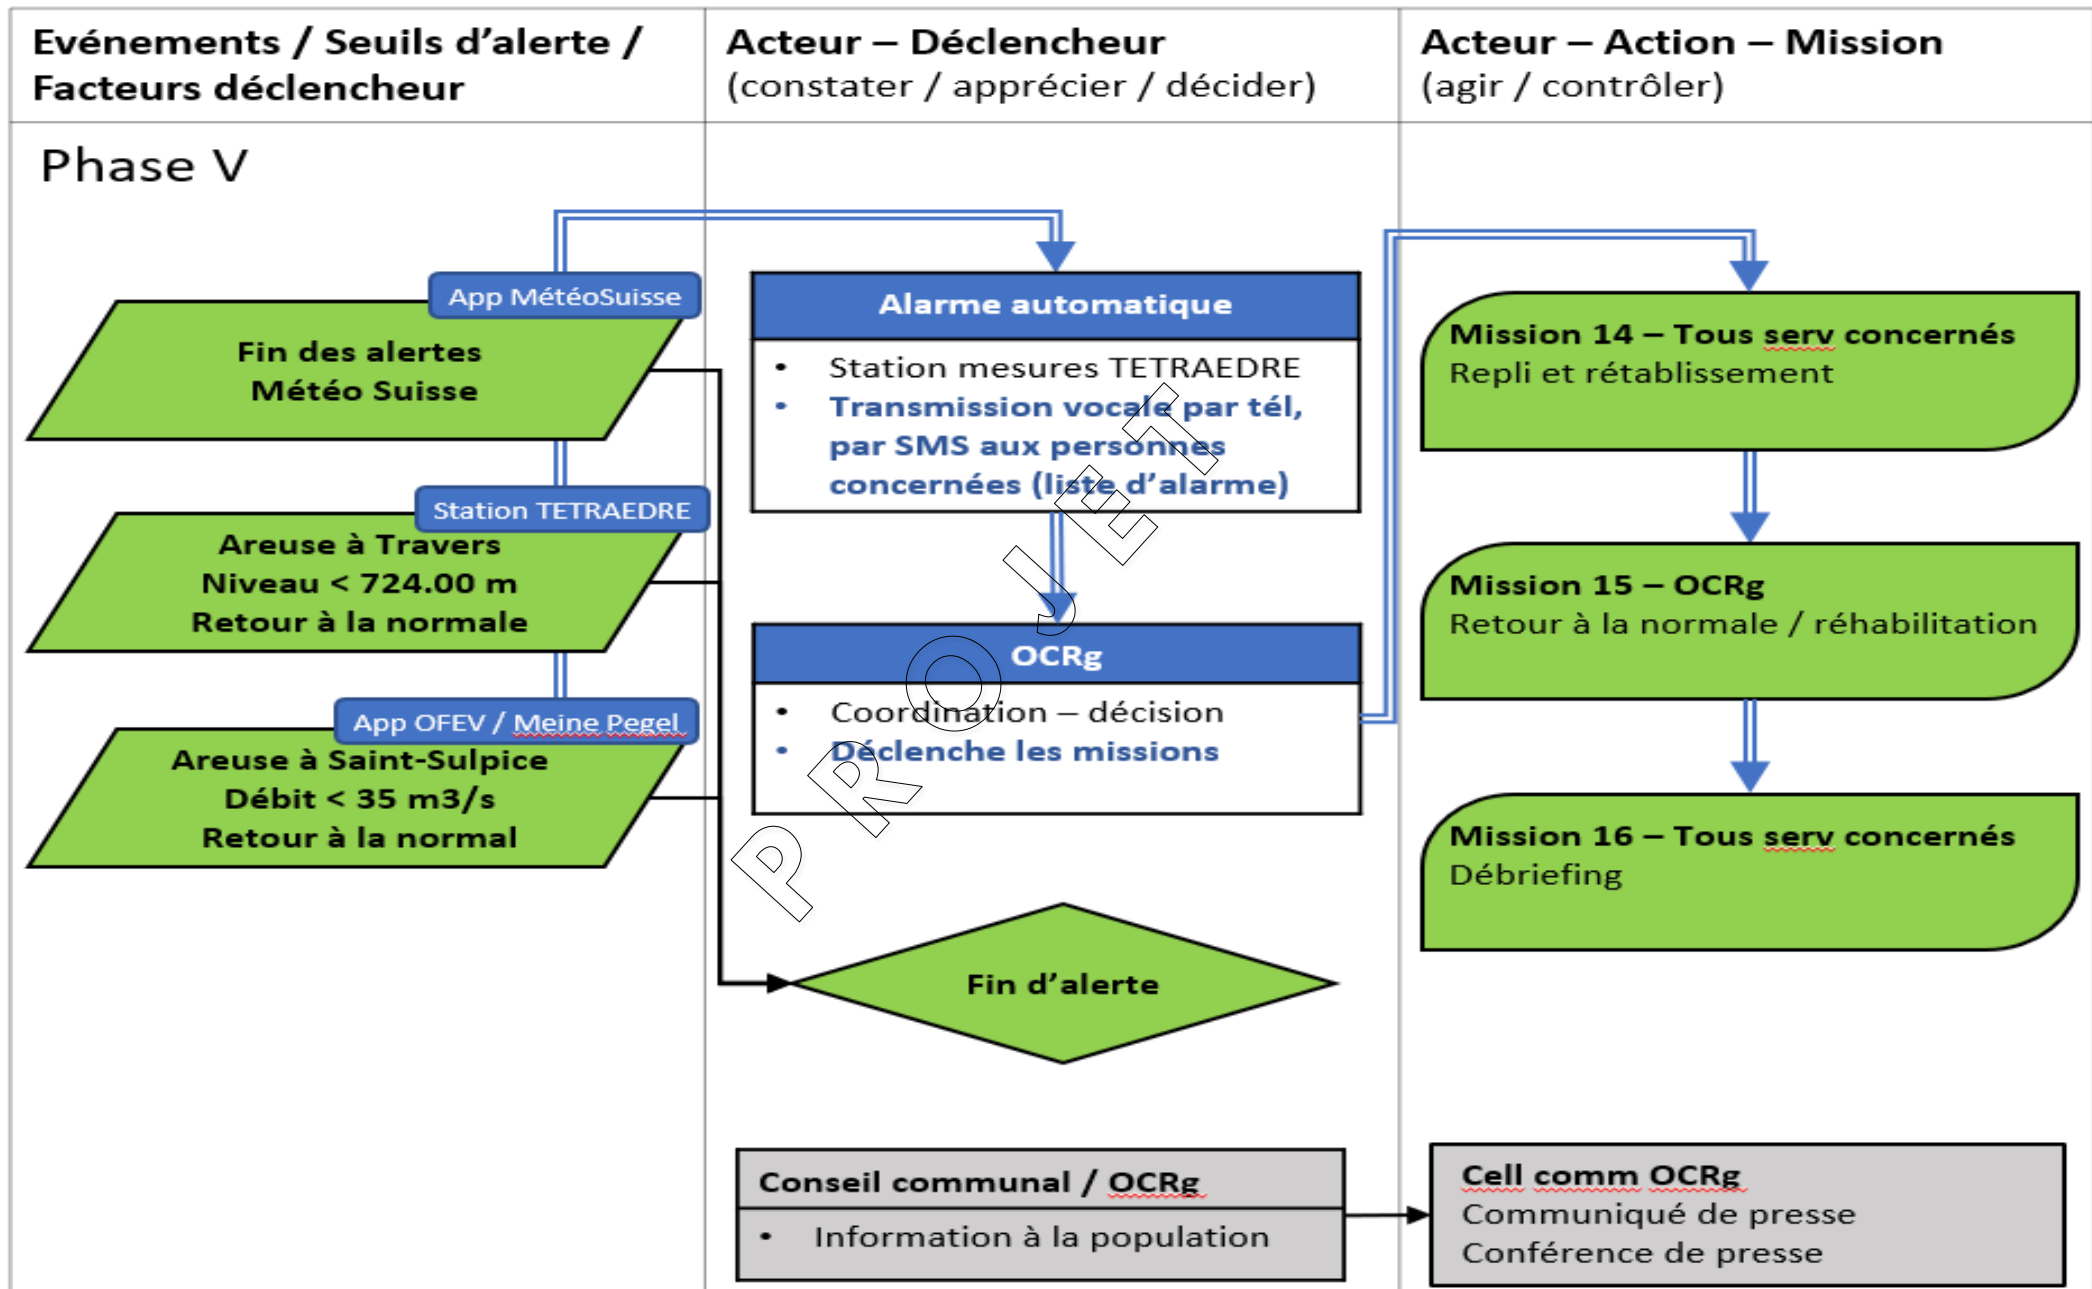 Evénements / Seuils d’alerte /
Facteurs déclencheur
Acteur – Déclencheur
(constater / apprécier / décider)
Acteur – Action – Mission
(agir / contrôler)
Phase V
App MétéoSuisse
Fin des alertes
Météo Suisse
Station TETRAEDRE
Areuse à Travers
Niveau < 724.00 m
Retour à la normale
App OFEV / Meine Pegel
Areuse à Saint-Sulpice
Débit < 35 m3/s
Retour à la normal
Alarme automatique
• Station mesures TETRAEDRE
• Transmission vocale par tél,
par SMS aux personnes
concernées (liste d’alarme)
OCRg
• Coordination – décision
• Déclenche les missions
Fin d’alerte
Conseil communal / OCRg
• Information à la population
Mission 14 – Tous serv concernés
Repli et rétablissement
Mission 15 – OCRg
Retour à la normale / réhabilitation
Mission 16 – Tous serv concernés
Débriefing
Cell comm OCRg
Communiqué de presse
Conférence de presse
PROJET